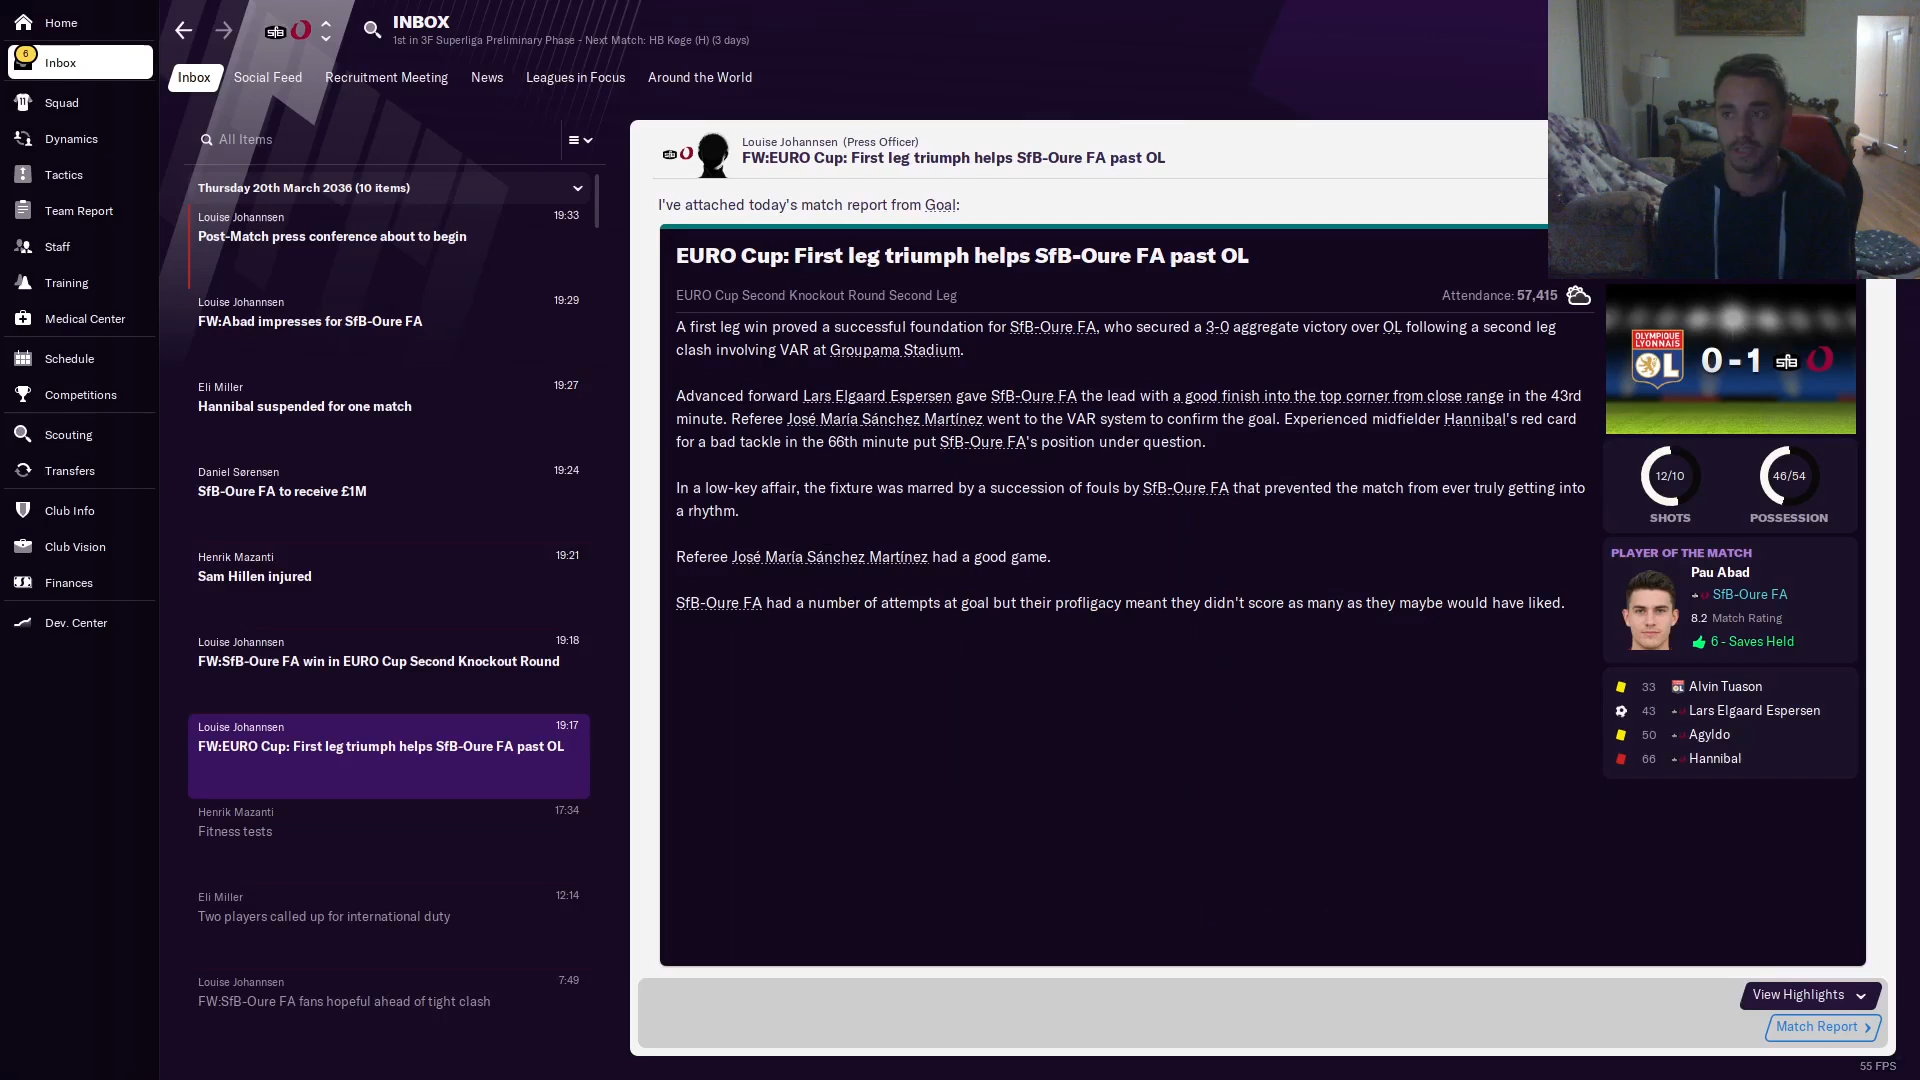 Home
6
Inbox
Squad
Dynamics
Tactics
Team Report
Staff
Training
Medical Center
Schedule
Competitions
Scouting
Transfers
Club Info
Club Vision
Finances
Dev. Center
INBOX
1st in 3F Superliga Preliminary Phase - Next Match: HB Køge (H) (3 days)
Inbox Social Feed Recruitment Meeting News Leagues in Focus Around the World
All Items
Thursday 20th March 2036 (10 items)
Louise Johannsen 19:33
Post-Match press conference about to begin
Louise Johannsen 19:29
FW:Abad impresses for SfB-Oure FA
Eli Miller 19:27
Hannibal suspended for one match
Daniel Sørensen 19:24
SfB-Oure FA to receive £1M
Henrik Mazanti 19:21
Sam Hillen injured
Louise Johannsen 19:18
FW:SfB-Oure FA win in EURO Cup Second Knockout Round
Louise Johannsen 19:17
FW:EURO Cup: First leg triumph helps SfB-Oure FA past OL
Henrik Mazanti 17:34
Fitness tests
Eli Miller 12:14
Two players called up for international duty
Louise Johannsen 7:49
FW:SfB-Oure FA fans hopeful ahead of tight clash
Louise Johannsen (Press Officer)
FW:EURO Cup: First leg triumph helps SfB-Oure FA past OL
I've attached today's match report from Goal:
EURO Cup: First leg triumph helps SfB-Oure FA past OL
EURO Cup Second Knockout Round Second Leg Attendance: 57,415
A first leg win proved a successful foundation for SfB-Oure FA, who secured a 3-0 aggregate victory over OL following a second leg
clash involving VAR at Groupama Stadium.
Advanced forward Lars Elgaard Espersen gave SfB-Oure FA the lead with a good finish into the top corner from close range in the 43rd
minute. Referee José María Sánchez Martínez went to the VAR system to confirm the goal. Experienced midfielder Hannibal's red card
for a bad tackle in the 66th minute put SfB-Oure FA's position under question.
In a low-key affair, the fixture was marred by a succession of fouls by SfB-Oure FA that prevented the match from ever truly getting into
a rhythm.
Referee José María Sánchez Martínez had a good game.
SfB-Oure FA had a number of attempts at goal but their profligacy meant they didn't score as many as they maybe would have liked.
OLYMPIQUE
LYONNAIS
OL 0 - 1 sfb
12/10 46/54
SHOTS POSSESSION
PLAYER OF THE MATCH
Pau Abad
SfB-Oure FA
8.2 Match Rating
6 - Saves Held
33 Alvin Tuason
43 Lars Elgaard Espersen
50 Agyldo
66 Hannibal
View Highlights
Match Report
55 FPS